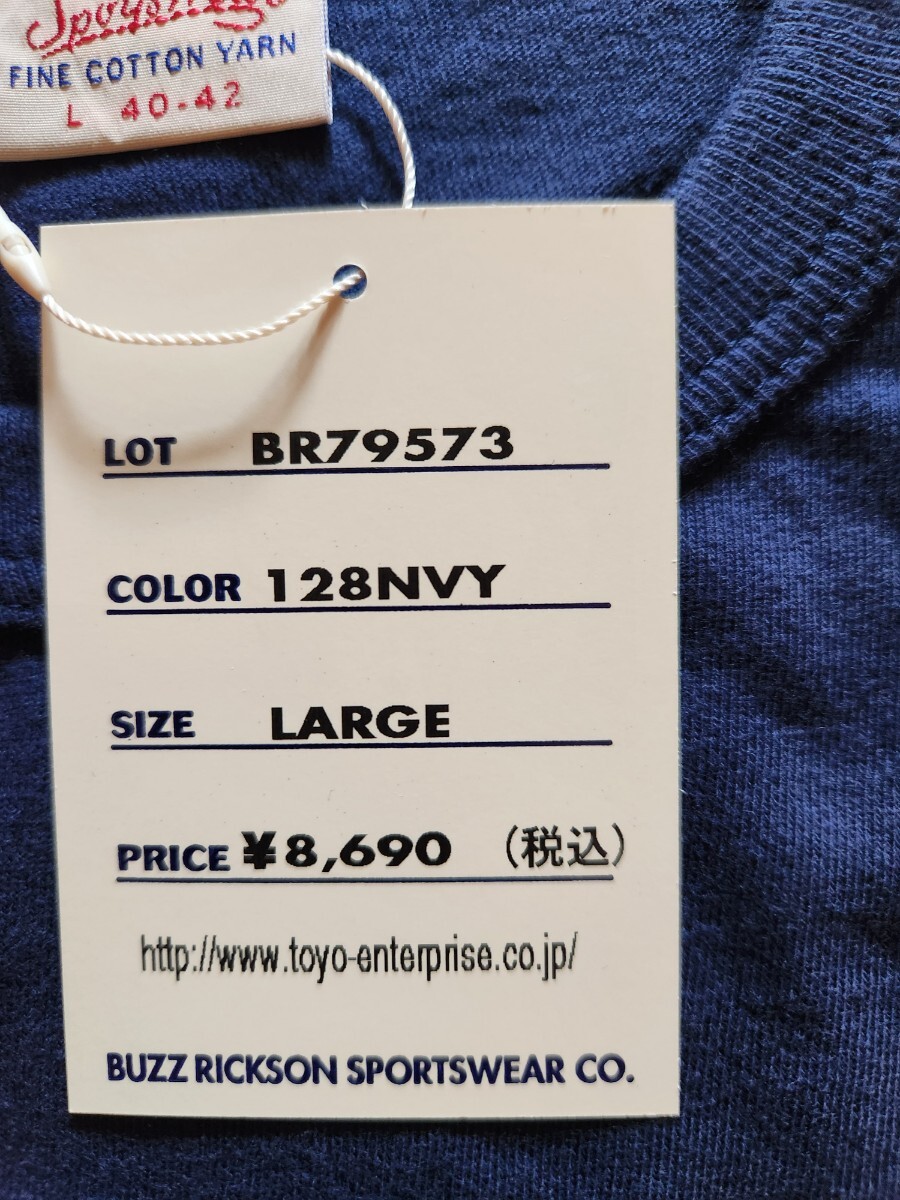 FINE COTTON YARN
L 40-42
LOT BR79573
COLOR 128NVY
SIZE LARGE
PRICE ¥8,690 (税込)
http://www.toyo-enterprise.co.jp/
BUZZ RICKSON SPORTSWEAR CO.